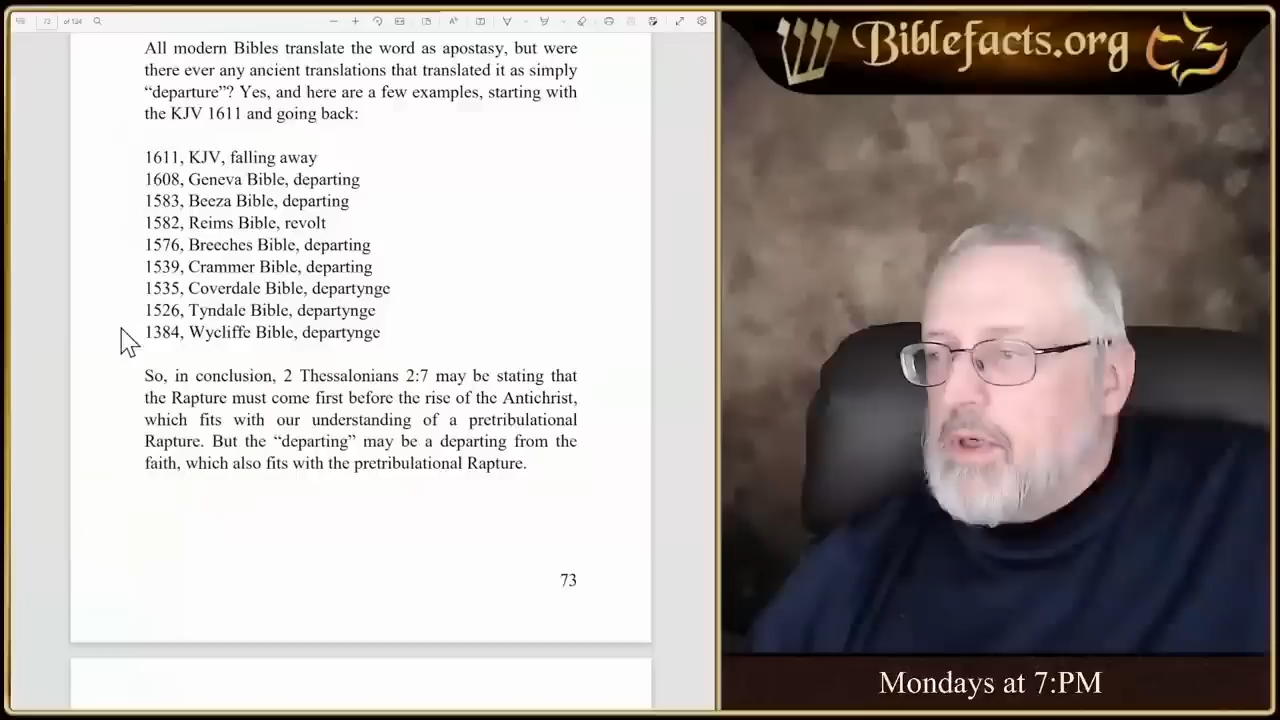 72 of 124
All modern Bibles translate the word as apostasy, but were
there ever any ancient translations that translated it as simply
“departure”? Yes, and here are a few examples, starting with
the KJV 1611 and going back:
1611, KJV, falling away
1608, Geneva Bible, departing
1583, Beeza Bible, departing
1582, Reims Bible, revolt
1576, Breeches Bible, departing
1539, Crammer Bible, departing
1535, Coverdale Bible, departynge
1526, Tyndale Bible, departynge
1384, Wycliffe Bible, departynge
So, in conclusion, 2 Thessalonians 2:7 may be stating that
the Rapture must come first before the rise of the Antichrist,
which fits with our understanding of a pretribulational
Rapture. But the “departing” may be a departing from the
faith, which also fits with the pretribulational Rapture.
73
Biblefacts.org
Mondays at 7:PM